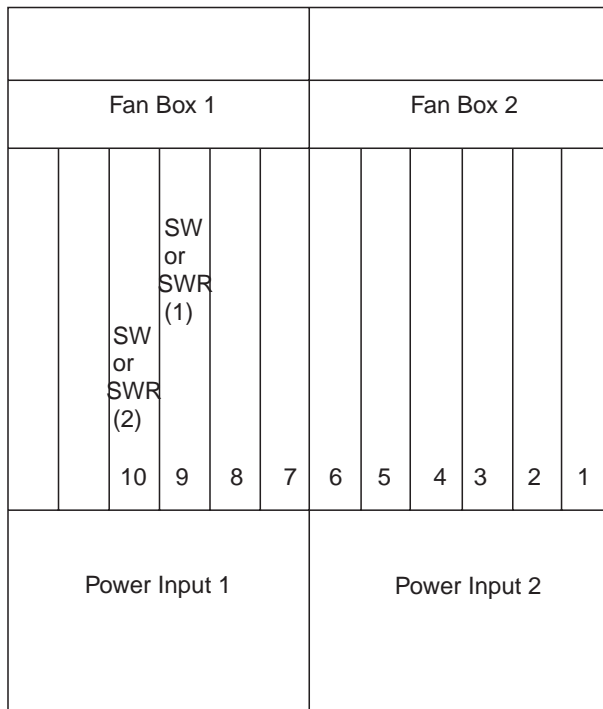 Fan Box 1
Fan Box 2
SW
or
SWR
(1)
SW
or
SWR
(2)
10 9 8 7 6 5 4 3 2 1
Power Input 1
Power Input 2